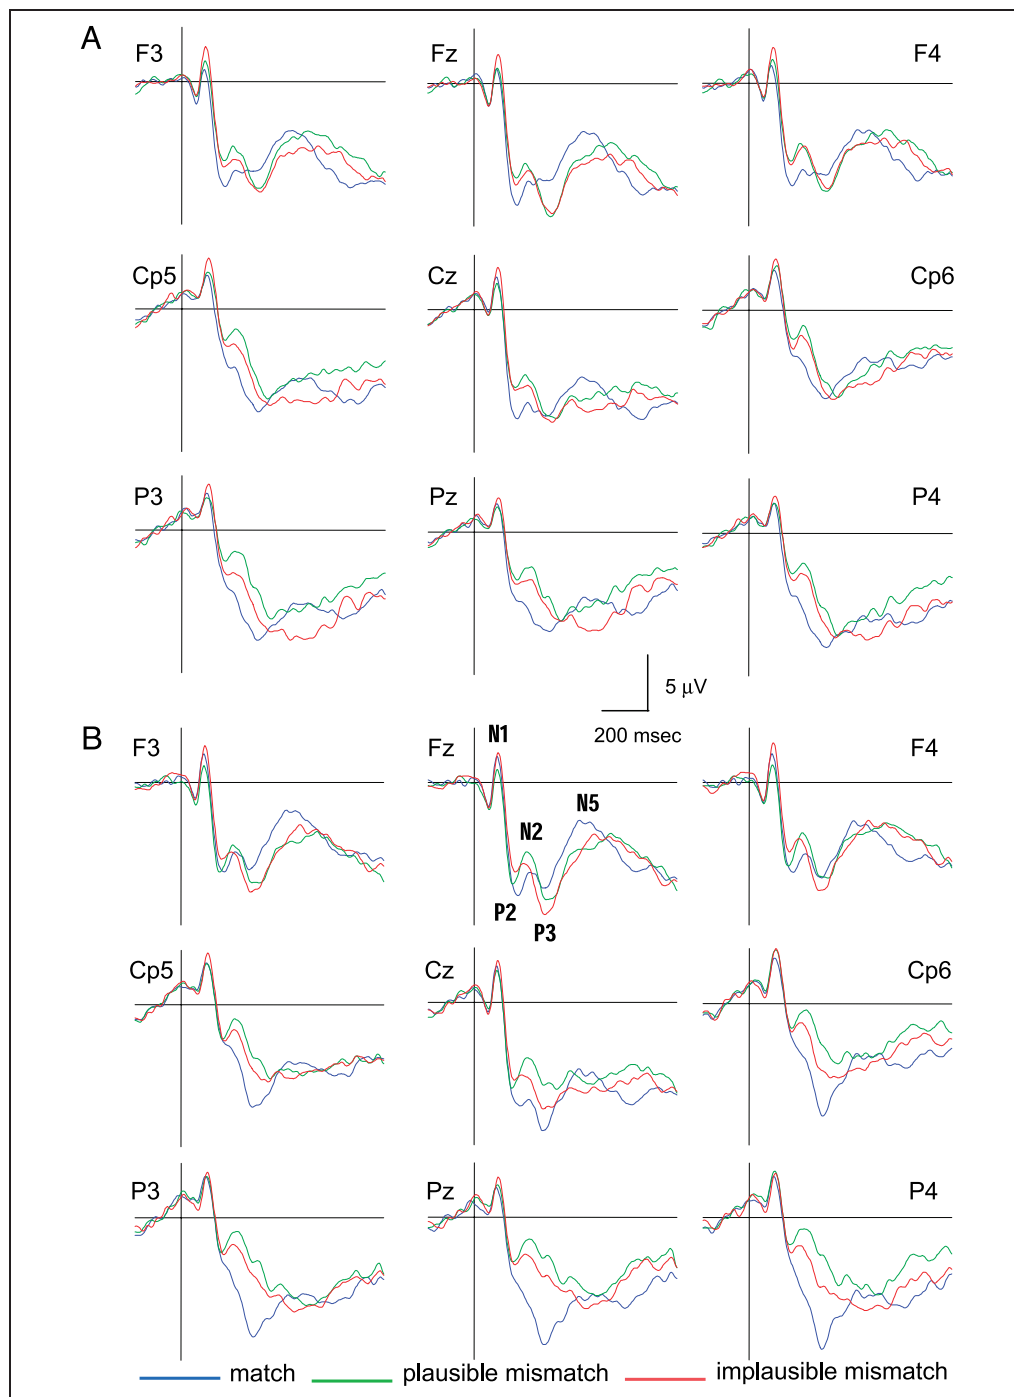 A
F3 Fz F4
Cp5 Cz Cp6
P3 Pz P4
5 μV
200 msec
B
F3 Fz F4
N1
N5
N2
P2
P3
Cp5 Cz Cp6
P3 Pz P4
match plausible mismatch implausible mismatch